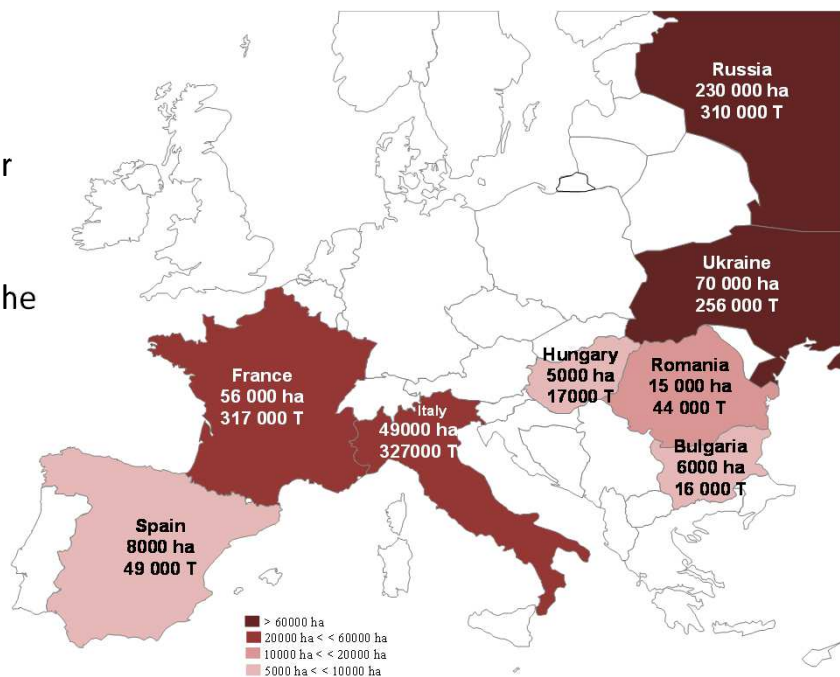 r
he
Russia
230 000 ha
310 000 T
Ukraine
70 000 ha
256 000 T
Hungary
5000 ha
17000 T
Romania
15 000 ha
44 000 T
France
56 000 ha
317 000 T
Italy
49000 ha
327000 T
Bulgaria
6000 ha
16 000 T
Spain
8000 ha
49 000 T
> 60000 ha
20000 ha < < 60000 ha
10000 ha < < 20000 ha
5000 ha < < 10000 ha